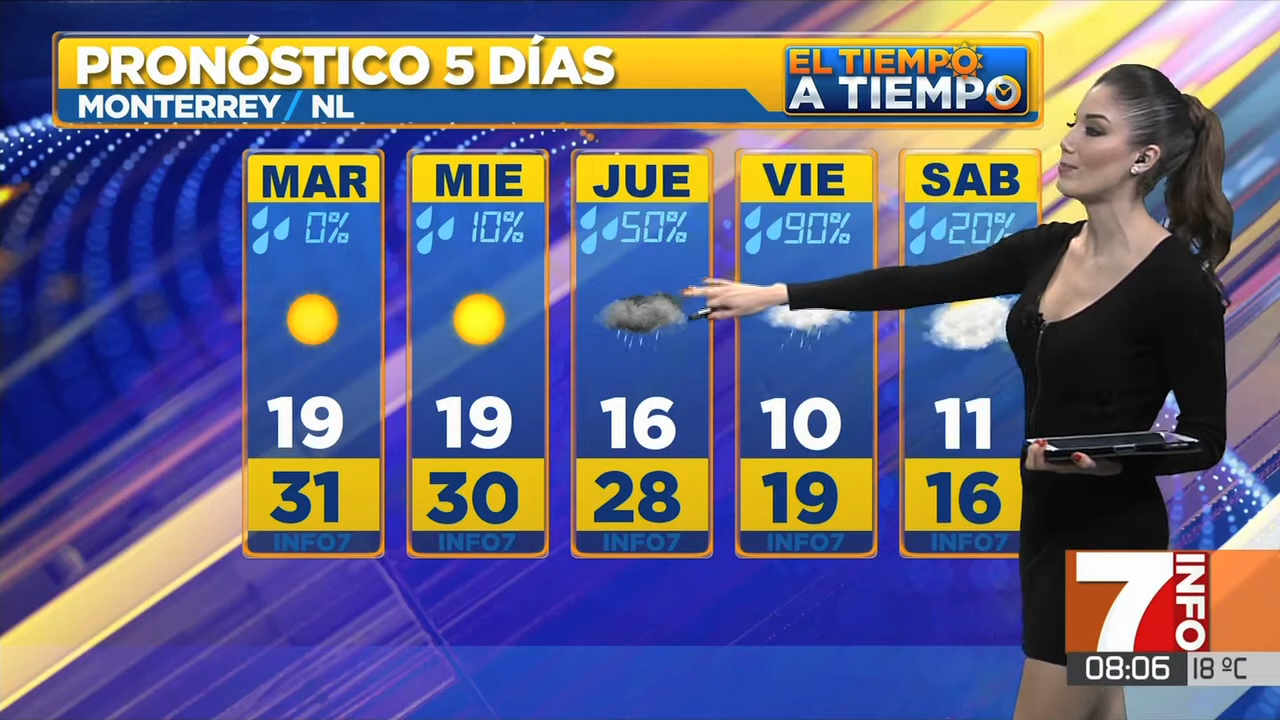 PRONÓSTICO 5 DÍAS
MONTERREY / NL
EL TIEMPO
A TIEMPO
MAR MIE JUE VIE SAB
0% 10% 50% 90% 20%
19 19 16 10 11
31 30 28 19 16
INFO7 INFO7 INFO7 INFO7 INFO7
7 INFO
08:06 18 ºC